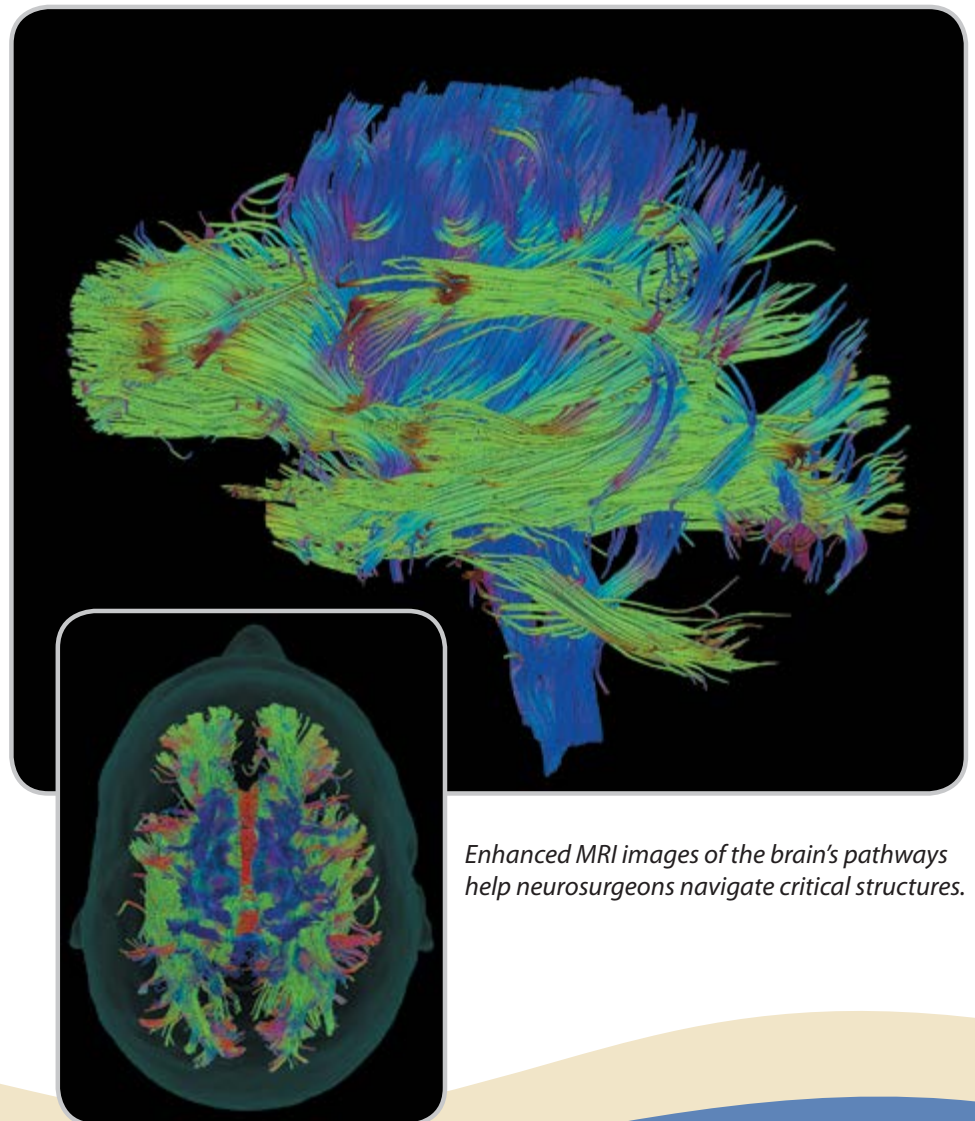 Enhanced MRI images of the brain's pathways
help neurosurgeons navigate critical structures.